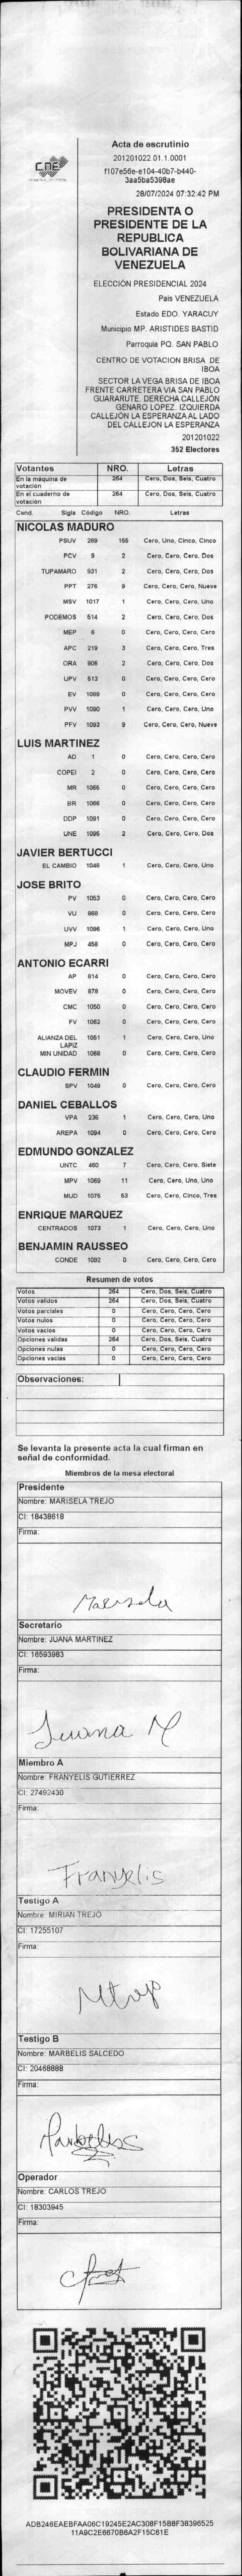 CNE
Acta de escrutinio
201201022.01.1.0001
f107e56e-e104-40b7-b440-
3aa5ba5398ae
28/07/2024 07:32:42 PM
PRESIDENTA O
PRESIDENTE DE LA
REPUBLICA
BOLIVARIANA DE
VENEZUELA
ELECCIÓN PRESIDENCIAL 2024
País VENEZUELA
Estado EDO. YARACUY
Municipio MP. ARISTIDES BASTID
Parroquia PQ. SAN PABLO
CENTRO DE VOTACION BRISA DE
IBOA
SECTOR LA VEGA BRISA DE IBOA
FRENTE CARRETERA VIA SAN PABLO
GUARARUTE. DERECHA CALLEJÓN
GENARO LOPEZ. IZQUIERDA
CALLEJÓN LA ESPERANZA AL LADO
DEL CALLEJON LA ESPERANZA
201201022
352 Electores
Votantes NRO. Letras
En la máquina de votación 264 Cero, Dos, Seis, Cuatro
En el cuaderno de votación 264 Cero, Dos, Seis, Cuatro
Cand. Sigla Código NRO. Letras
NICOLAS MADURO
PSUV 269 155 Cero, Uno, Cinco, Cinco
PCV 9 2 Cero, Cero, Cero, Dos
TUPAMARO 931 2 Cero, Cero, Cero, Dos
PPT 276 9 Cero, Cero, Cero, Nueve
MSV 1017 1 Cero, Cero, Cero, Uno
PODEMOS 514 2 Cero, Cero, Cero, Dos
MEP 6 0 Cero, Cero, Cero, Cero
APC 219 3 Cero, Cero, Cero, Tres
ORA 906 2 Cero, Cero, Cero, Dos
UPV 513 0 Cero, Cero, Cero, Cero
EV 1089 0 Cero, Cero, Cero, Cero
PVV 1090 1 Cero, Cero, Cero, Uno
PFV 1093 9 Cero, Cero, Cero, Nueve
LUIS MARTINEZ
AD 1 0 Cero, Cero, Cero, Cero
COPEI 2 0 Cero, Cero, Cero, Cero
MR 1065 0 Cero, Cero, Cero, Cero
BR 1066 0 Cero, Cero, Cero, Cero
DDP 1091 0 Cero, Cero, Cero, Cero
UNE 1095 2 Cero, Cero, Cero, Dos
JAVIER BERTUCCI
EL CAMBIO 1048 1 Cero, Cero, Cero, Uno
JOSE BRITO
PV 1053 0 Cero, Cero, Cero, Cero
VU 868 0 Cero, Cero, Cero, Cero
UVV 1096 1 Cero, Cero, Cero, Uno
MPJ 458 0 Cero, Cero, Cero, Cero
ANTONIO ECARRI
AP 814 0 Cero, Cero, Cero, Cero
MOVEV 878 0 Cero, Cero, Cero, Cero
CMC 1050 0 Cero, Cero, Cero, Cero
FV 1062 0 Cero, Cero, Cero, Cero
ALIANZA DEL LAPIZ 1051 1 Cero, Cero, Cero, Uno
MIN UNIDAD 1068 0 Cero, Cero, Cero, Cero
CLAUDIO FERMIN
SPV 1049 0 Cero, Cero, Cero, Cero
DANIEL CEBALLOS
VPA 236 1 Cero, Cero, Cero, Uno
AREPA 1094 0 Cero, Cero, Cero, Cero
EDMUNDO GONZALEZ
UNTC 460 7 Cero, Cero, Cero, Siete
MPV 1069 11 Cero, Cero, Uno, Uno
MUD 1075 53 Cero, Cero, Cinco, Tres
ENRIQUE MARQUEZ
CENTRADOS 1073 1 Cero, Cero, Cero, Uno
BENJAMIN RAUSSEO
CONDE 1092 0 Cero, Cero, Cero, Cero
Resumen de votos
Votos 264 Cero, Dos, Seis, Cuatro
Votos validos 264 Cero, Dos, Seis, Cuatro
Votos parciales 0 Cero, Cero, Cero, Cero
Votos nulos 0 Cero, Cero, Cero, Cero
Votos vacios 0 Cero, Cero, Cero, Cero
Opciones validas 264 Cero, Dos, Seis, Cuatro
Opciones nulas 0 Cero, Cero, Cero, Cero
Opciones vacias 0 Cero, Cero, Cero, Cero
Observaciones:
Se levanta la presente acta la cual firman en
señal de conformidad.
Miembros de la mesa electoral
Presidente
Nombre: MARISELA TREJO
CI: 18438618
Firma:
Marisela
Secretario
Nombre: JUANA MARTINEZ
CI: 16593983
Firma:
Juana M
Miembro A
Nombre: FRANYELIS GUTIERREZ
CI: 27492430
Firma:
Franyelis
Testigo A
Nombre: MIRIAN TREJO
CI: 17255107
Firma:
Testigo B
Nombre: MARBELIS SALCEDO
CI: 20468888
Firma:
Marbelis
Operador
Nombre: CARLOS TREJO
CI: 18303945
Firma:
ADB246EAEBFAA06C19245E2AC308F15B8F38396525
11A9C2E6670B6A2F15C61E